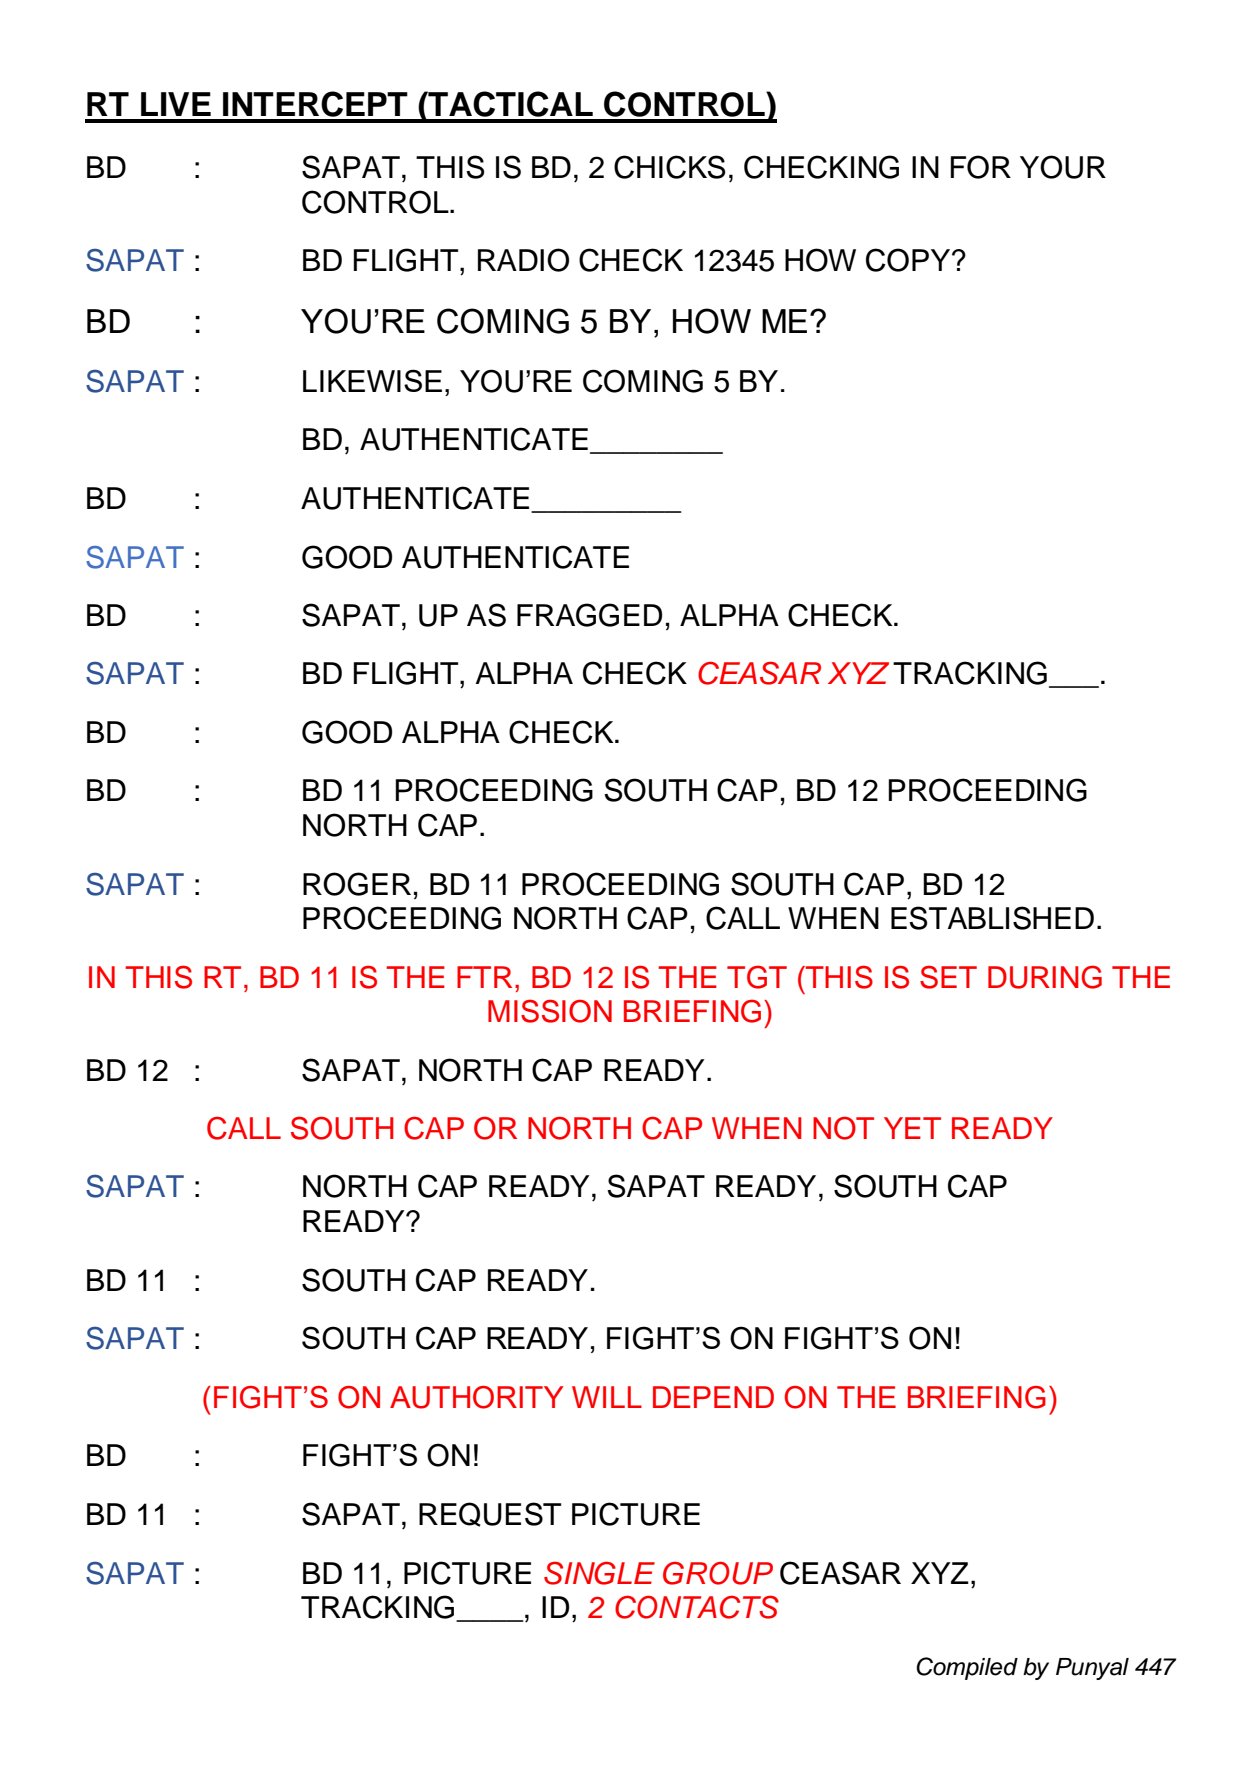 RT LIVE INTERCEPT (TACTICAL CONTROL)
BD : SAPAT, THIS IS BD, 2 CHICKS, CHECKING IN FOR YOUR
CONTROL.
SAPAT : BD FLIGHT, RADIO CHECK 12345 HOW COPY?
BD : YOU’RE COMING 5 BY, HOW ME?
SAPAT : LIKEWISE, YOU’RE COMING 5 BY.
BD, AUTHENTICATE________
BD : AUTHENTICATE_________
SAPAT : GOOD AUTHENTICATE
BD : SAPAT, UP AS FRAGGED, ALPHA CHECK.
SAPAT : BD FLIGHT, ALPHA CHECK CEASAR XYZ TRACKING___.
BD : GOOD ALPHA CHECK.
BD : BD 11 PROCEEDING SOUTH CAP, BD 12 PROCEEDING
NORTH CAP.
SAPAT : ROGER, BD 11 PROCEEDING SOUTH CAP, BD 12
PROCEEDING NORTH CAP, CALL WHEN ESTABLISHED.
IN THIS RT, BD 11 IS THE FTR, BD 12 IS THE TGT (THIS IS SET DURING THE
MISSION BRIEFING)
BD 12 : SAPAT, NORTH CAP READY.
CALL SOUTH CAP OR NORTH CAP WHEN NOT YET READY
SAPAT : NORTH CAP READY, SAPAT READY, SOUTH CAP
READY?
BD 11 : SOUTH CAP READY.
SAPAT : SOUTH CAP READY, FIGHT’S ON FIGHT’S ON!
(FIGHT’S ON AUTHORITY WILL DEPEND ON THE BRIEFING)
BD : FIGHT’S ON!
BD 11 : SAPAT, REQUEST PICTURE
SAPAT : BD 11, PICTURE SINGLE GROUP CEASAR XYZ,
TRACKING____, ID, 2 CONTACTS
Compiled by Punyal 447